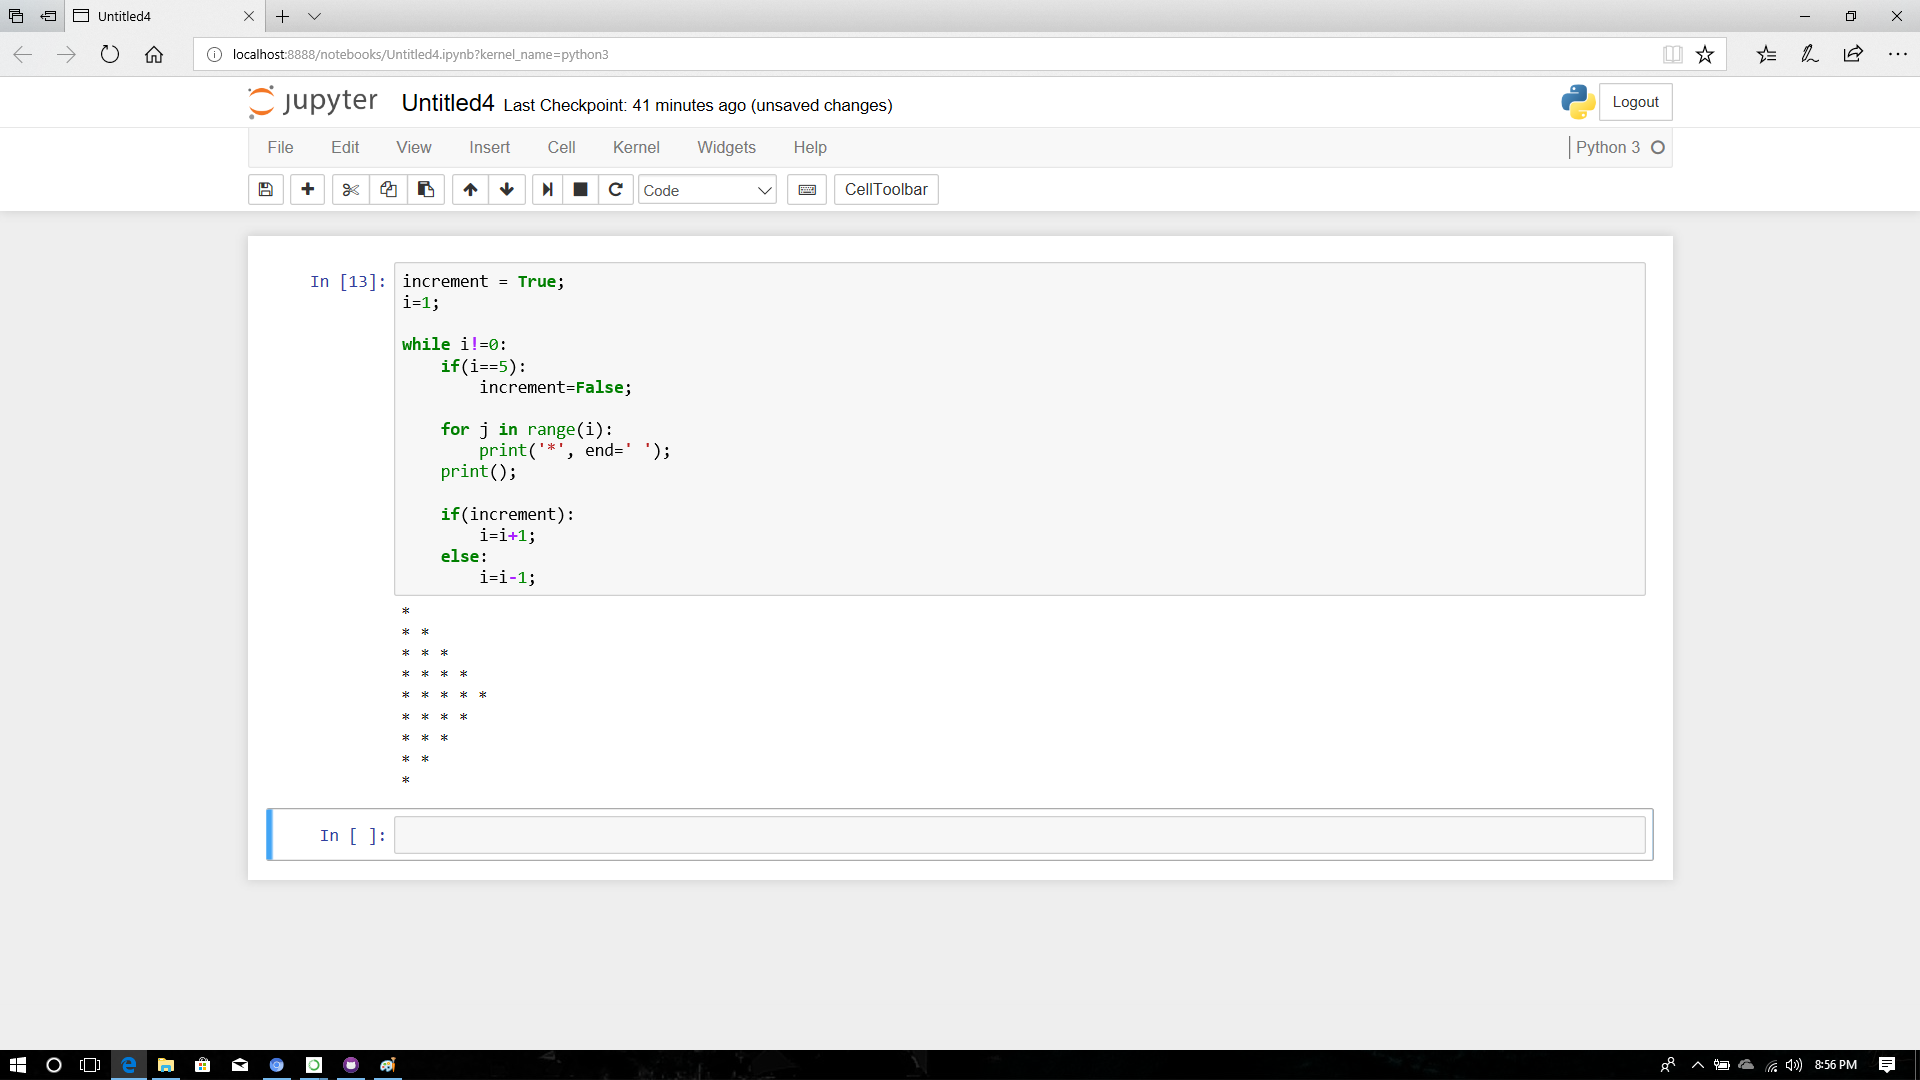 Untitled4
localhost:8888/notebooks/Untitled4.ipynb?kernel_name=python3
jupyter Untitled4 Last Checkpoint: 41 minutes ago (unsaved changes) Logout
File Edit View Insert Cell Kernel Widgets Help Python 3
Code CellToolbar
In [13]: increment = True;
i=1;
while i!=0:
    if(i==5):
        increment=False;
    for j in range(i):
        print('*', end=' ');
    print();
    if(increment):
        i=i+1;
    else:
        i=i-1;
*
* *
* * *
* * * *
* * * * *
* * * *
* * *
* *
*
In [ ]:
8:56 PM